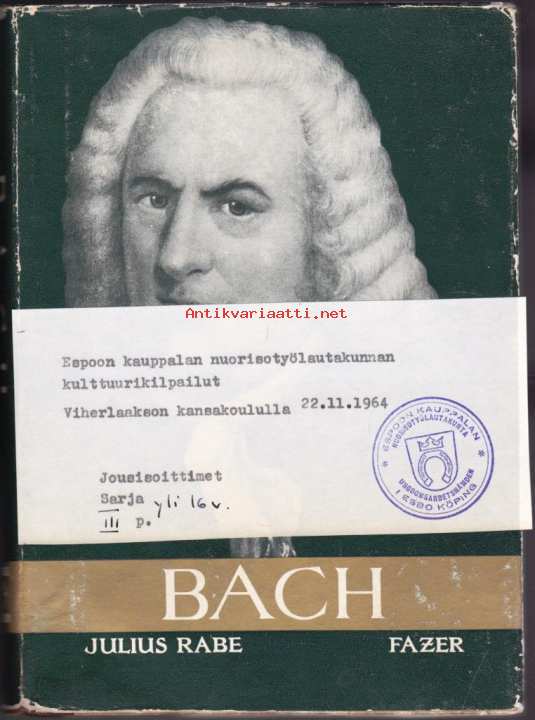 Antikvariaatti.net
Espoon kauppalan nuorisotyölautakunnan
kulttuurikilpailut
Viherlaakson kansakoululla 22.11.1964
Jousisoittimet
Sarja yli 16 v.
III p.
* ESPOON KAUPPALAN *
NUORISOTYÖLAUTAKUNTA
UNGDOMSARBETSNÄMNDEN
I ESBO KÖPING
BACH
JULIUS RABE FAZER